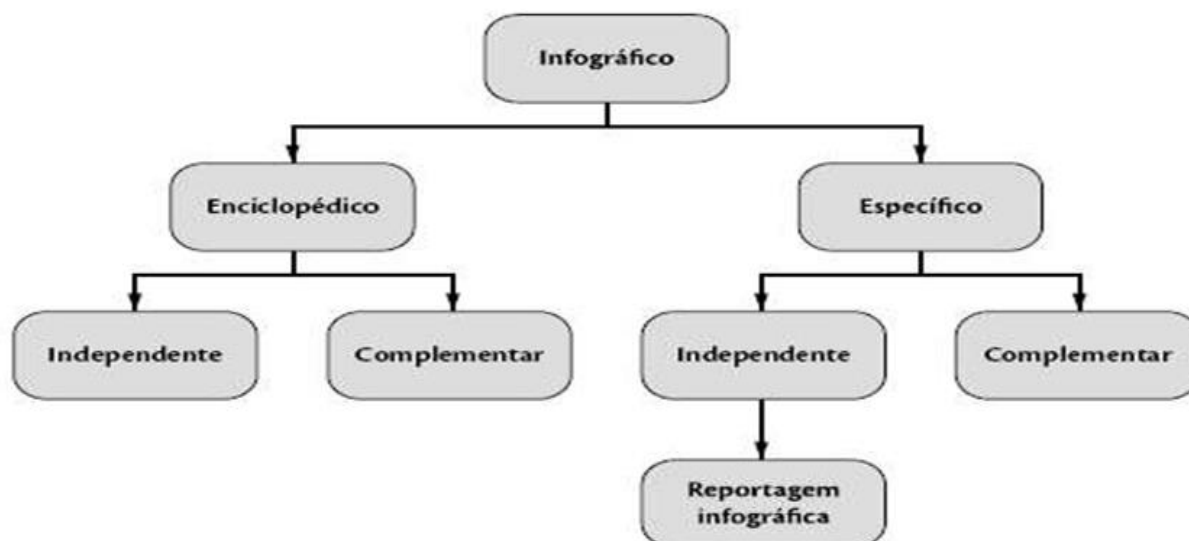 Infográfico
Enciclopédico
Específico
Independente
Complementar
Independente
Complementar
Reportagem
infográfica